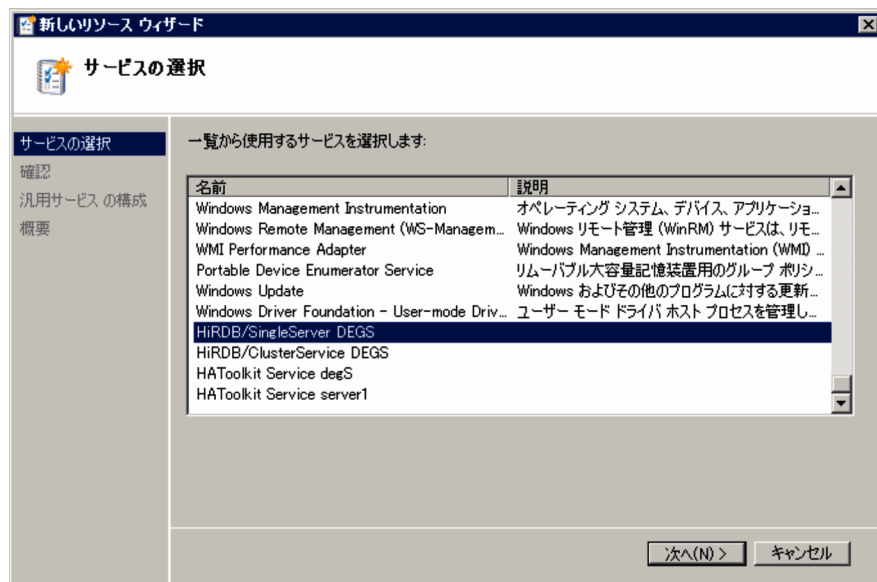 新しいリソース ウィザード
サービスの選択
サービスの選択
確認
汎用サービス の構成
概要
一覧から使用するサービスを選択します:
名前 説明
Windows Management Instrumentation オペレーティング システム、デバイス、アプリケーショ...
Windows Remote Management (WS-Managem... Windows リモート管理 (WinRM) サービスは、リモ...
WMI Performance Adapter Windows Management Instrumentation (WMI) ...
Portable Device Enumerator Service リムーバブル大容量記憶装置用のグループ ポリシ...
Windows Update Windows およびその他のプログラムに対する更新...
Windows Driver Foundation - User-mode Driv... ユーザー モード ドライバ ホスト プロセスを管理し...
HiRDB/SingleServer DEGS
HiRDB/ClusterService DEGS
HAToolkit Service degS
HAToolkit Service server1
次へ(N) > キャンセル